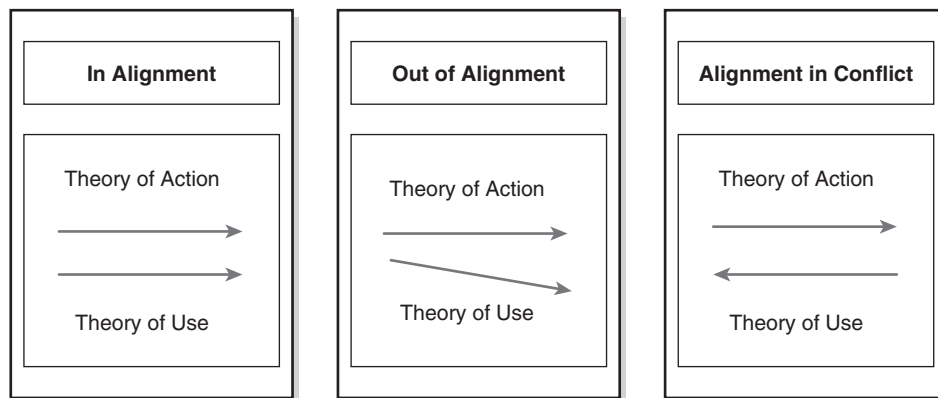 In Alignment
Theory of Action
Theory of Use
Out of Alignment
Theory of Action
Theory of Use
Alignment in Conflict
Theory of Action
Theory of Use